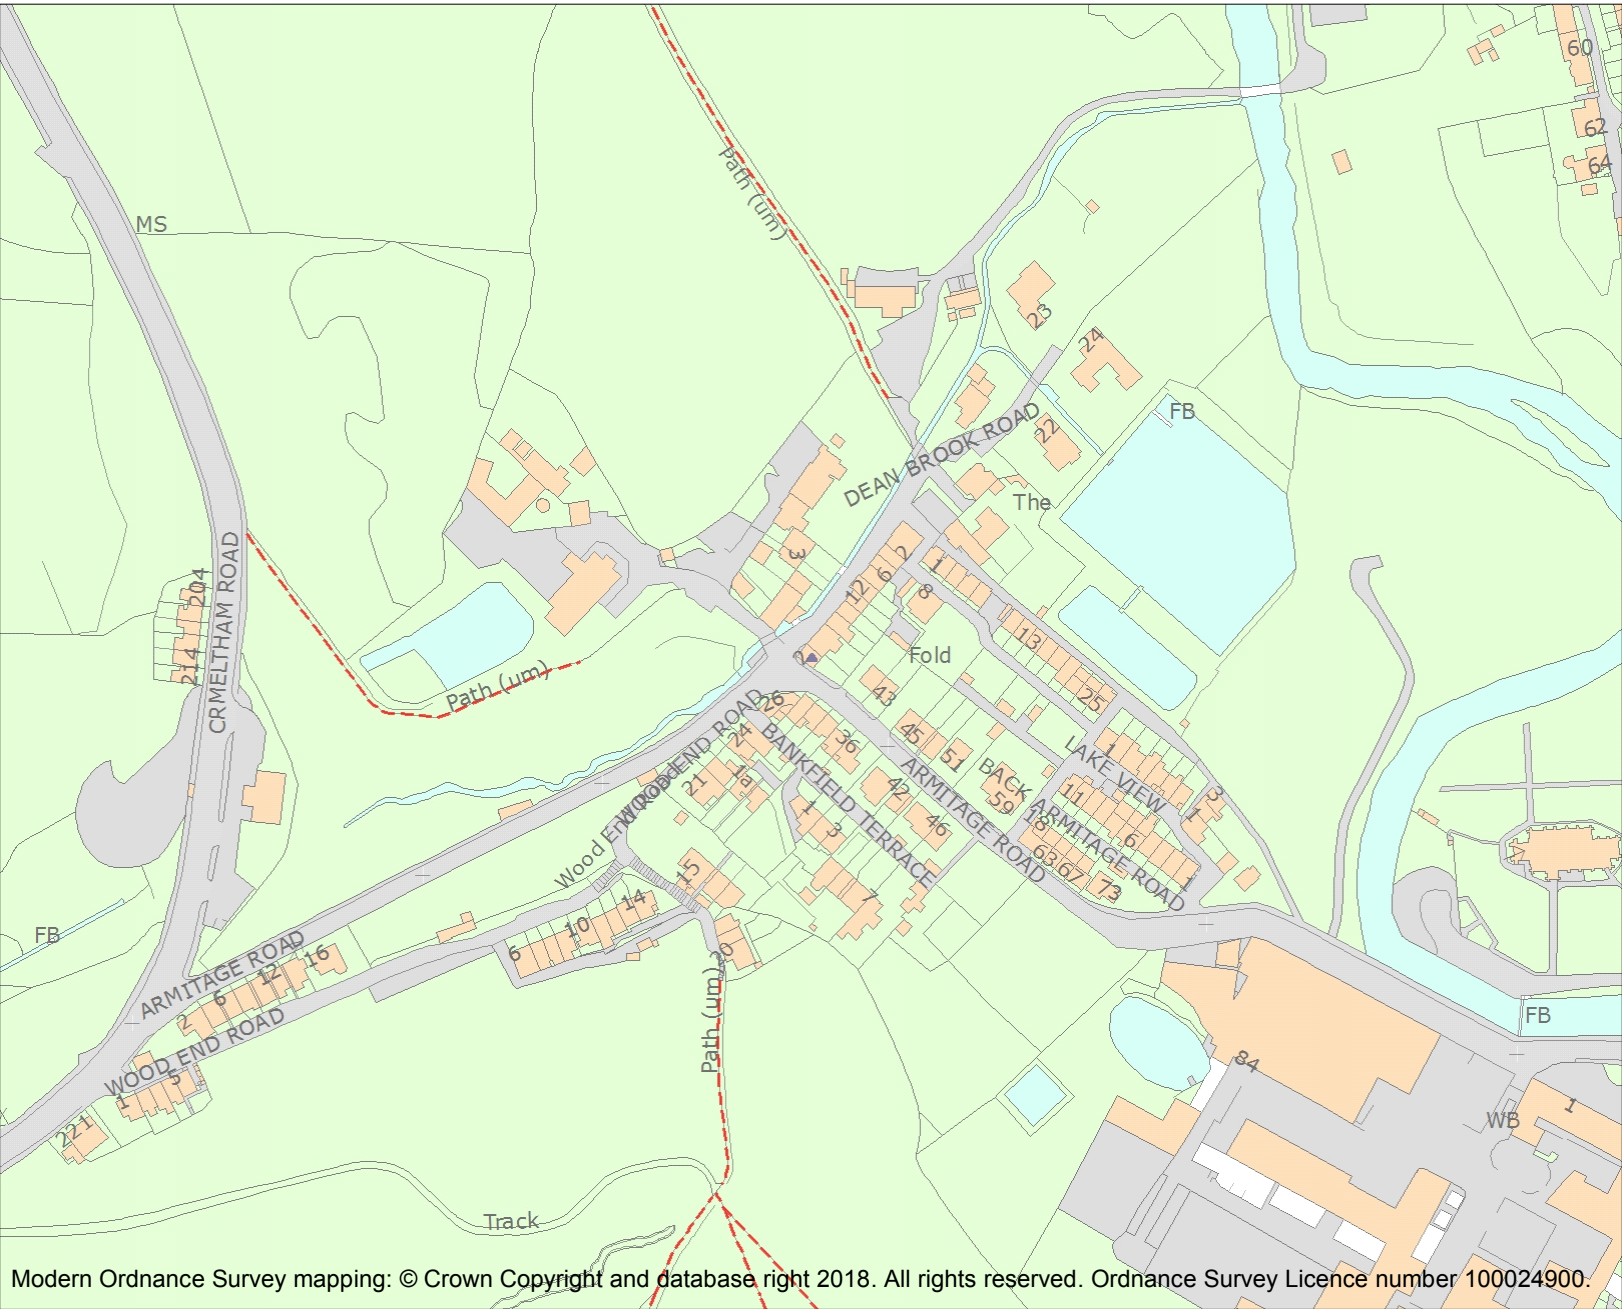 60
62
64
MS
Path (um)
23
24
FB
22
DEAN BROOK ROAD
The
3
2
6
12
1
8
204
214
CRMELTHAM ROAD
13
Fold
2
25
43
Path (um)
26
24
36
45
51
WOOD END ROAD
Wood End Road
21
1a
BANKFIELD TERRACE
1
3
42
46
ARMITAGE ROAD
BACK ARMITAGE ROAD
59
LAKE VIEW
1
11
3
1
6
18
63
67
73
1
15
7
14
10
6
20
FB
ARMITAGE ROAD
16
12
6
2
WOOD END ROAD
5
1
221
Path (um)
FB
84
WB
1
Track
Modern Ordnance Survey mapping: © Crown Copyright and database right 2018. All rights reserved. Ordnance Survey Licence number 100024900.